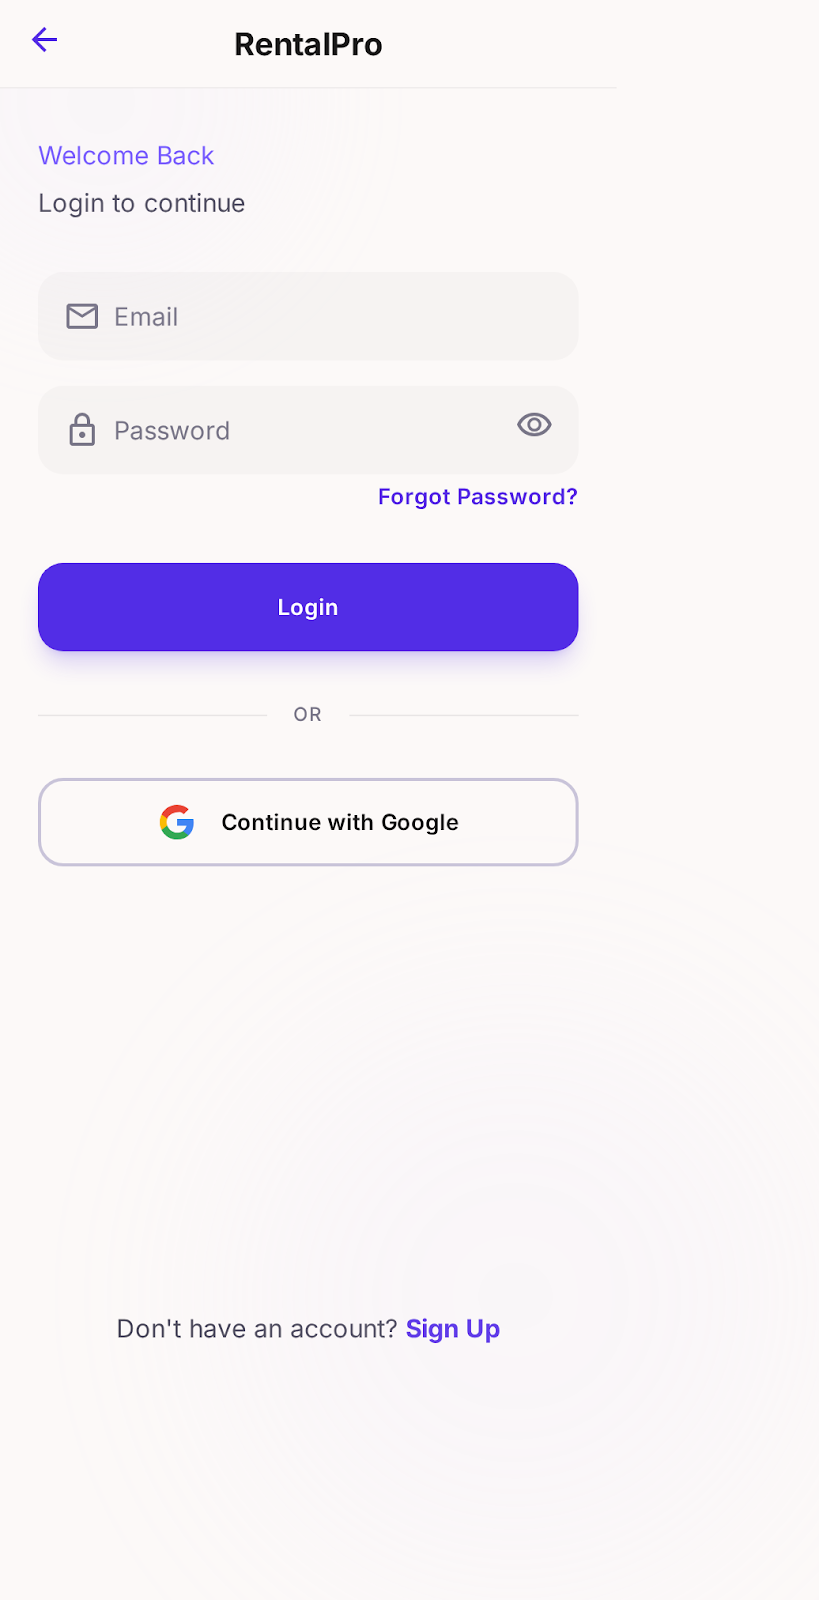 RentalPro
Welcome Back
Login to continue
Email
Password
Forgot Password?
Login
OR
Continue with Google
Don't have an account? Sign Up